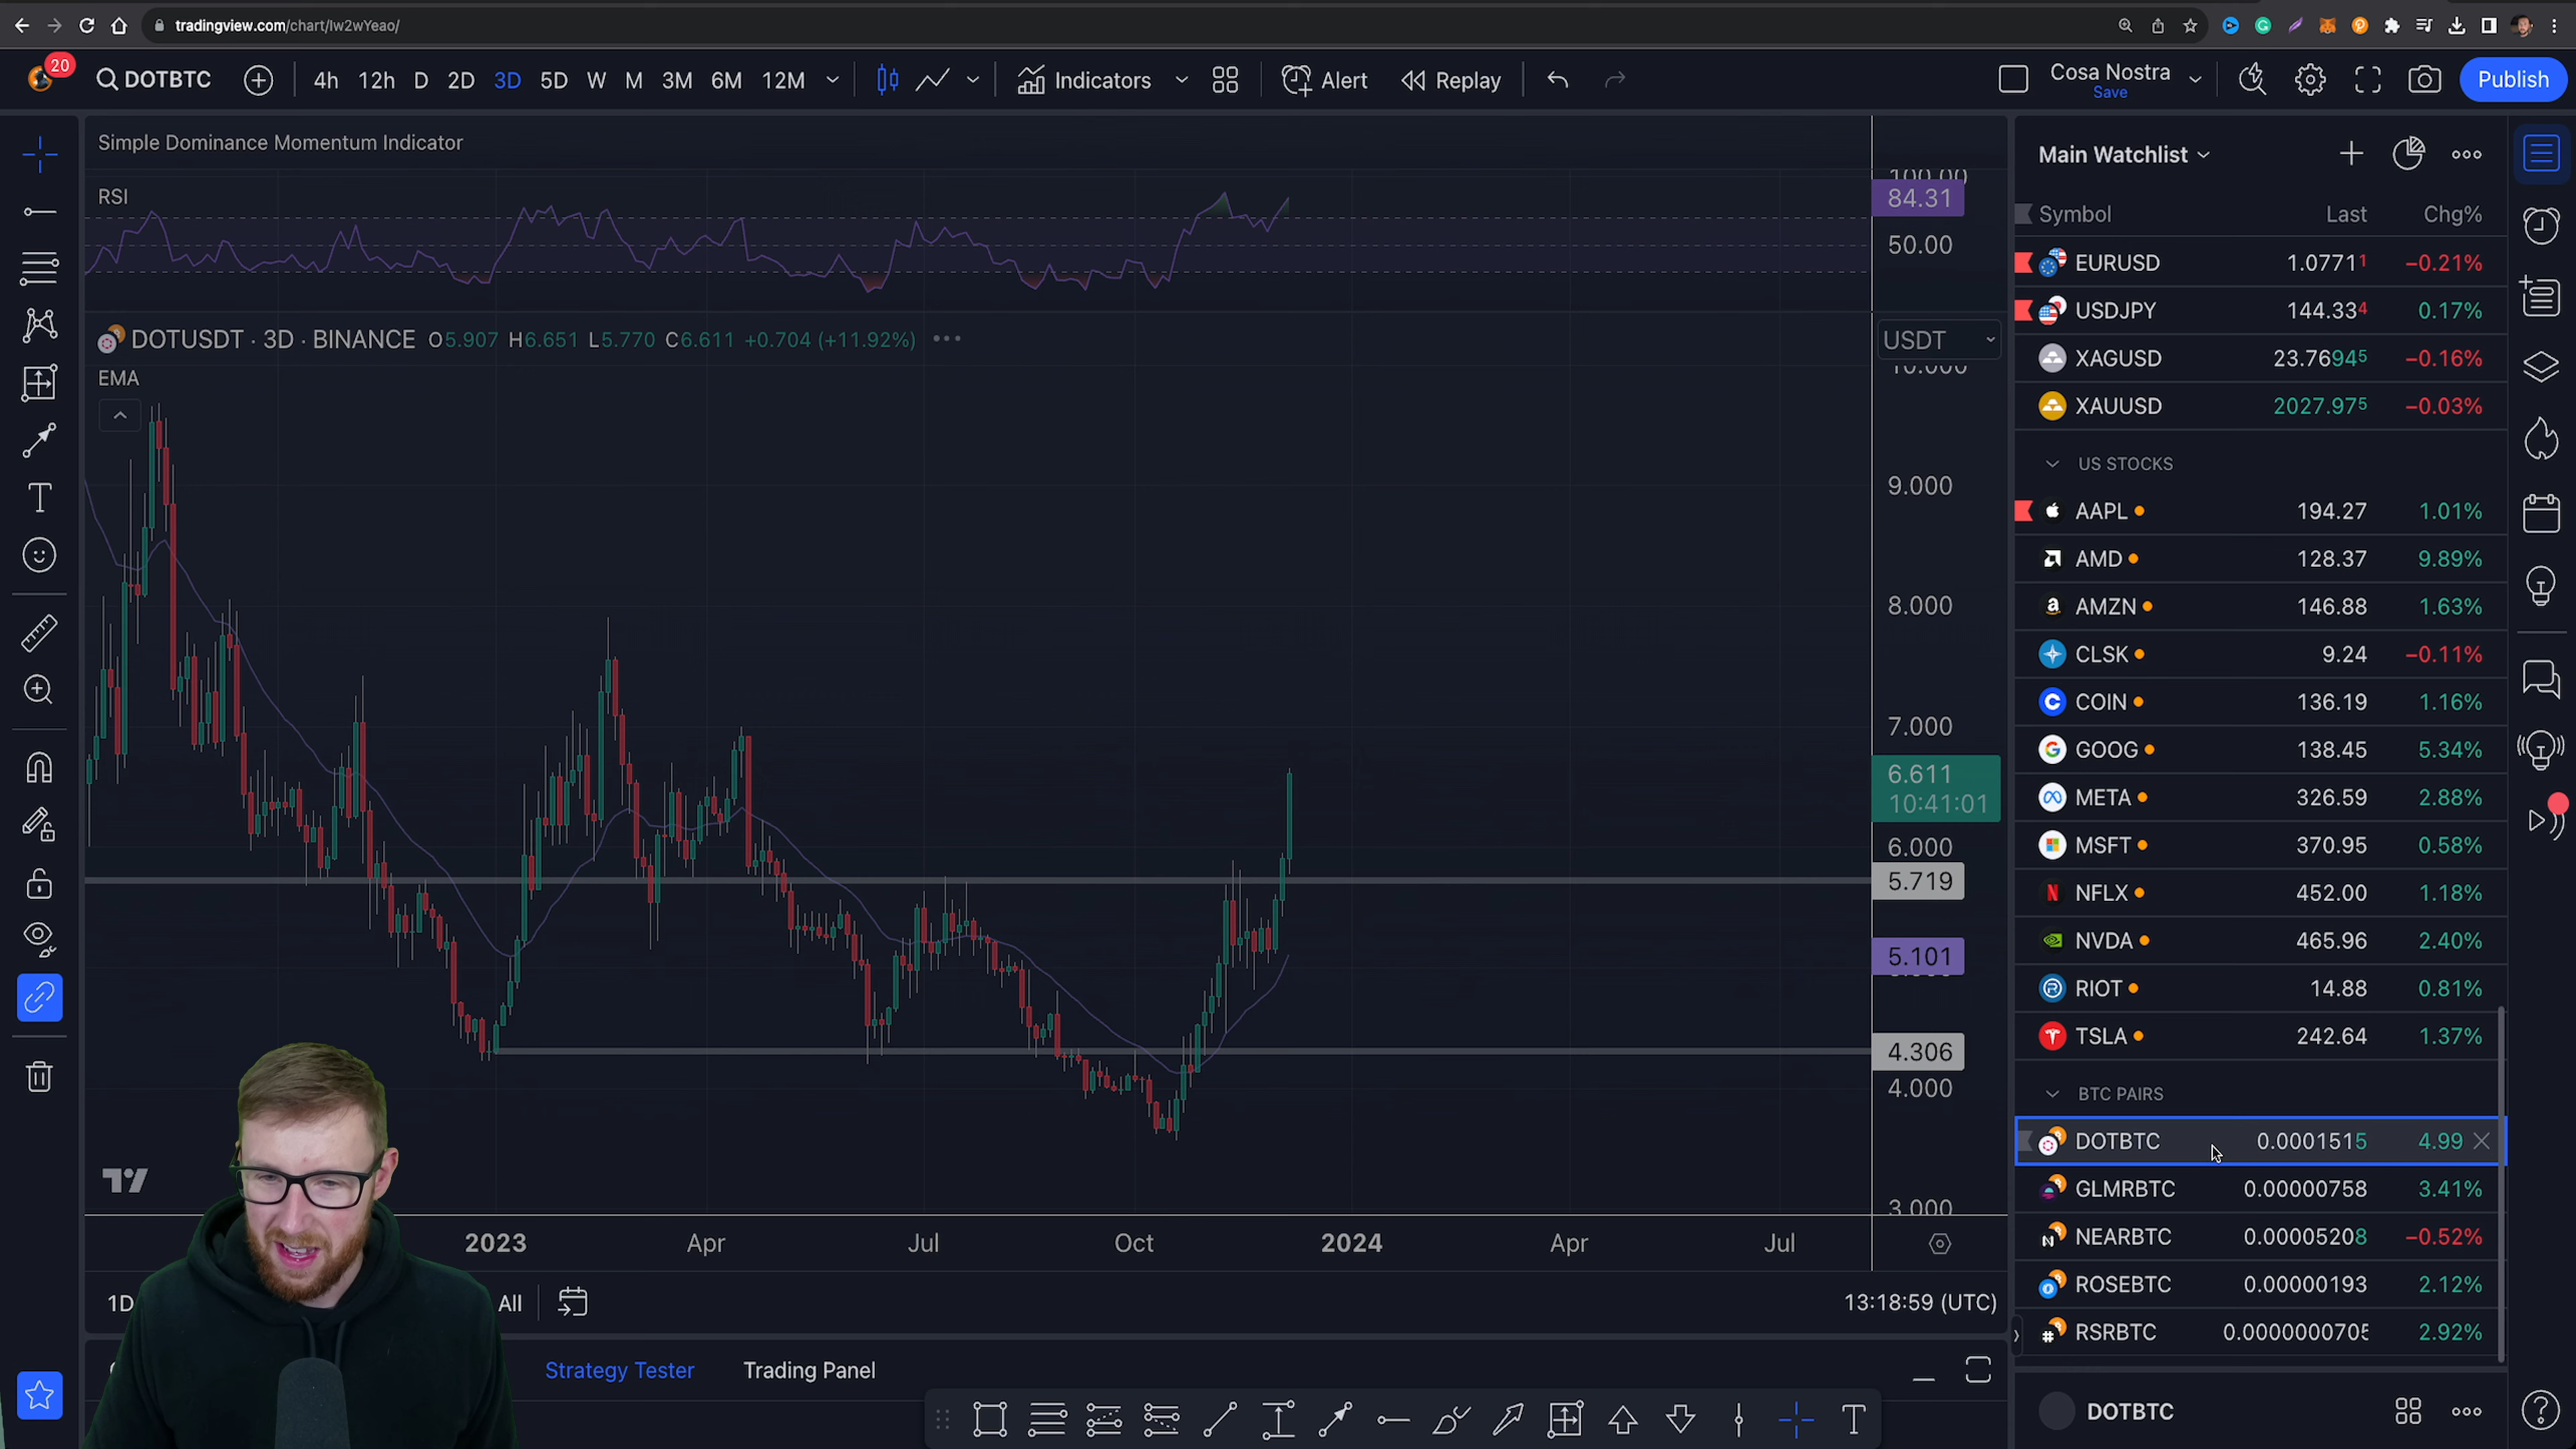 tradingview.com/chart/Iw2wYeao/
20
DOTBTC
4h 12h D 2D 3D 5D W M 3M 6M 12M
Indicators
Alert
Replay
Cosa Nostra
Save
Publish
Simple Dominance Momentum Indicator
RSI
100.00
84.31
50.00
DOTUSDT · 3D · BINANCE O5.907 H6.651 L5.770 C6.611 +0.704 (+11.92%)
USDT
EMA
10.000
9.000
8.000
7.000
6.611
10:41:01
6.000
5.719
5.101
4.306
4.000
3.000
2023 Apr Jul Oct 2024 Apr Jul
1D
All
13:18:59 (UTC)
Strategy Tester
Trading Panel
Main Watchlist
Symbol Last Chg%
EURUSD 1.07711 −0.21%
USDJPY 144.334 0.17%
XAGUSD 23.76945 −0.16%
XAUUSD 2027.975 −0.03%
US STOCKS
AAPL 194.27 1.01%
AMD 128.37 9.89%
AMZN 146.88 1.63%
CLSK 9.24 −0.11%
COIN 136.19 1.16%
GOOG 138.45 5.34%
META 326.59 2.88%
MSFT 370.95 0.58%
NFLX 452.00 1.18%
NVDA 465.96 2.40%
RIOT 14.88 0.81%
TSLA 242.64 1.37%
BTC PAIRS
DOTBTC 0.0001515 4.99
GLMRBTC 0.00000758 3.41%
NEARBTC 0.00005208 −0.52%
ROSEBTC 0.00000193 2.12%
RSRBTC 0.0000000705 2.92%
DOTBTC